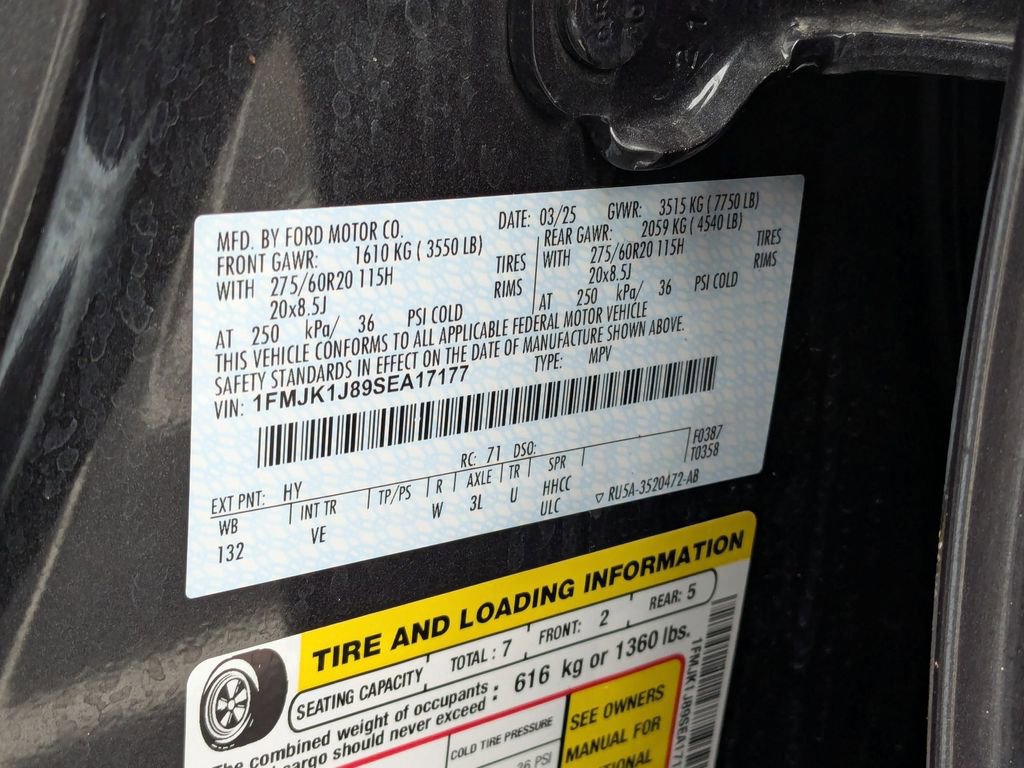 MFD. BY FORD MOTOR CO. DATE: 03/25 GVWR: 3515 KG ( 7750 LB)
FRONT GAWR: 1610 KG ( 3550 LB) REAR GAWR: 2059 KG ( 4540 LB)
WITH 275/60R20 115H TIRES WITH 275/60R20 115H TIRES
20x8.5J RIMS 20x8.5J RIMS
AT 250 kPa/ 36 PSI COLD AT 250 kPa/ 36 PSI COLD
THIS VEHICLE CONFORMS TO ALL APPLICABLE FEDERAL MOTOR VEHICLE
SAFETY STANDARDS IN EFFECT ON THE DATE OF MANUFACTURE SHOWN ABOVE.
VIN: 1FMJK1J89SEA17177 TYPE: MPV
F0387
EXT PNT: HY RC: 71 DSO: T0358
WB INT TR TP/PS R AXLE TR SPR
132 VE W 3L U HHCC
ULC ▽ RU5A-3520472-AB
TIRE AND LOADING INFORMATION
SEATING CAPACITY TOTAL : 7 FRONT: 2 REAR: 5
The combined weight of occupants
cargo should never exceed : 616 kg or 1360 lbs.
COLD TIRE PRESSURE
SEE OWNERS
MANUAL FOR
36 PSI